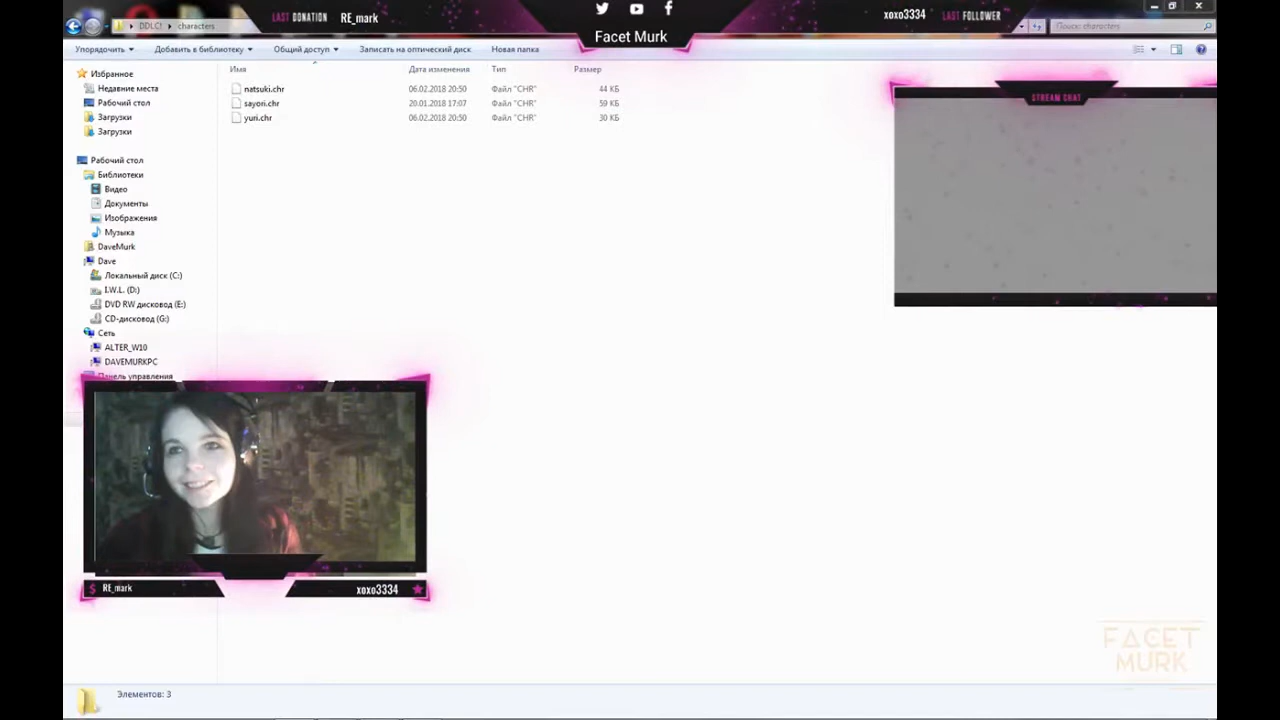 LAST DONATION
RE_mark
xoxo3334
LAST FOLLOWER
DDLC!
characters
Поиск: characters
Facet Murk
Упорядочить
Добавить в библиотеку
Общий доступ
Записать на оптический диск
Новая папка
Имя
Дата изменения
Тип
Размер
natsuki.chr
06.02.2018 20:50
Файл "CHR"
44 КБ
sayori.chr
20.01.2018 17:07
Файл "CHR"
59 КБ
yuri.chr
06.02.2018 20:50
Файл "CHR"
30 КБ
Избранное
Недавние места
Рабочий стол
Загрузки
Загрузки
Рабочий стол
Библиотеки
Видео
Документы
Изображения
Музыка
DaveMurk
Dave
Локальный диск (C:)
I.W.L. (D:)
DVD RW дисковод (E:)
CD-дисковод (G:)
Сеть
ALTER_W10
DAVEMURKPC
Панель управления
STREAM CHAT
$ RE_mark
xoxo3334
FACET
MURK
Элементов: 3